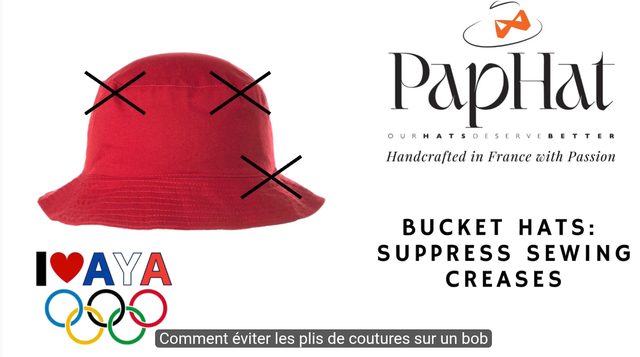 PapHat
OURHATSDESERVEBETTER
Handcrafted in France with Passion
BUCKET HATS:
SUPPRESS SEWING
CREASES
I❤AYA
Comment éviter les plis de coutures sur un bob